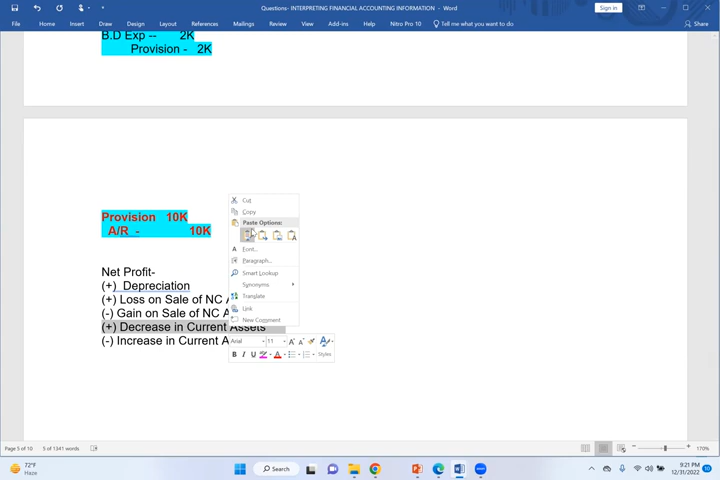 Questions- INTERPRETING FINANCIAL ACCOUNTING INFORMATION - Word
Sign in
File Home Insert Draw Design Layout References Mailings Review View Add-ins Help Nitro Pro 10 Tell me what you want to do Share
B.D Exp -- 2K
Provision - 2K
Provision 10K
A/R - 10K
Net Profit-
(+) Depreciation
(+) Loss on Sale of NC A
(-) Gain on Sale of NC A
(+) Decrease in Current Assets
(-) Increase in Current A
Cut
Copy
Paste Options:
Font...
Paragraph...
Smart Lookup
Synonyms
Translate
Link
New Comment
Arial 11
B I U Styles
Page 5 of 10 5 of 1341 words 170%
72°F
Haze
Search
9:21 PM
12/31/2022